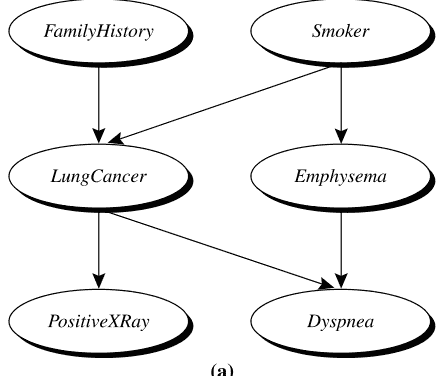 FamilyHistory
Smoker
LungCancer
Emphysema
PositiveXRay
Dyspnea
(a)